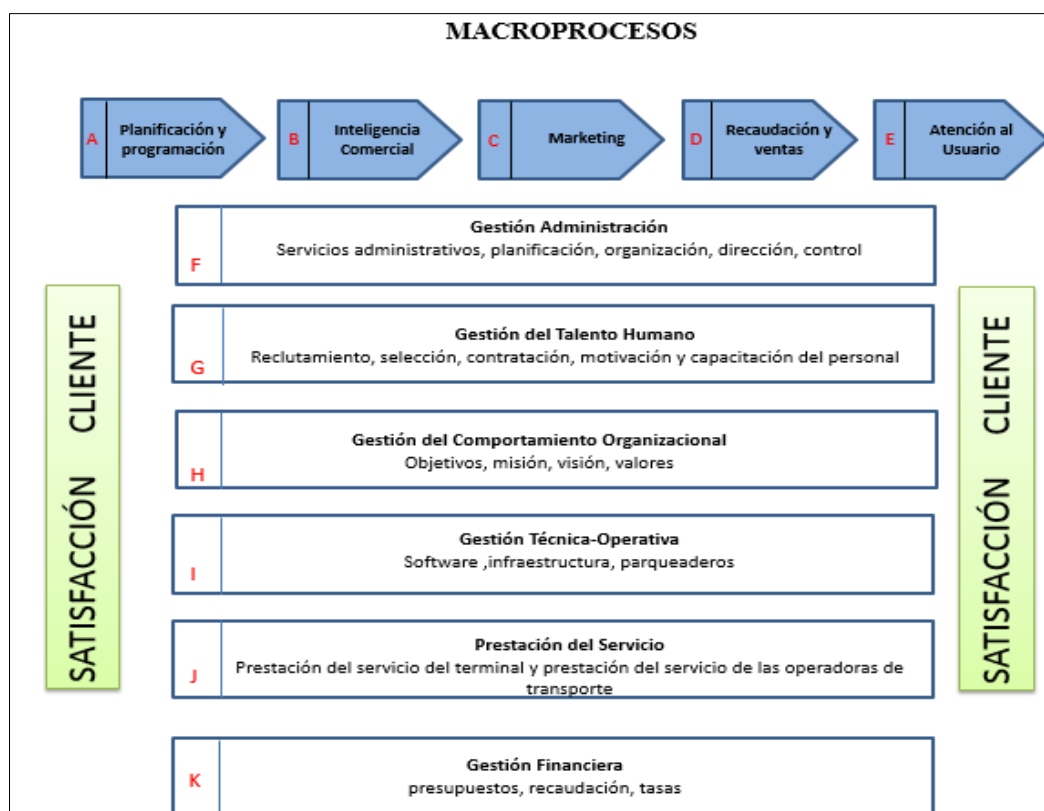 MACROPROCESOS
A
Planificación y
programación
B
Inteligencia
Comercial
C
Marketing
D
Recaudación y
ventas
E
Atención al
Usuario
F
Gestión Administración
Servicios administrativos, planificación, organización, dirección, control
G
Gestión del Talento Humano
Reclutamiento, selección, contratación, motivación y capacitación del personal
H
Gestión del Comportamiento Organizacional
Objetivos, misión, visión, valores
I
Gestión Técnica-Operativa
Software ,infraestructura, parqueaderos
J
Prestación del Servicio
Prestación del servicio del terminal y prestación del servicio de las operadoras de
transporte
K
Gestión Financiera
presupuestos, recaudación, tasas
SATISFACCIÓN CLIENTE
SATISFACCIÓN CLIENTE